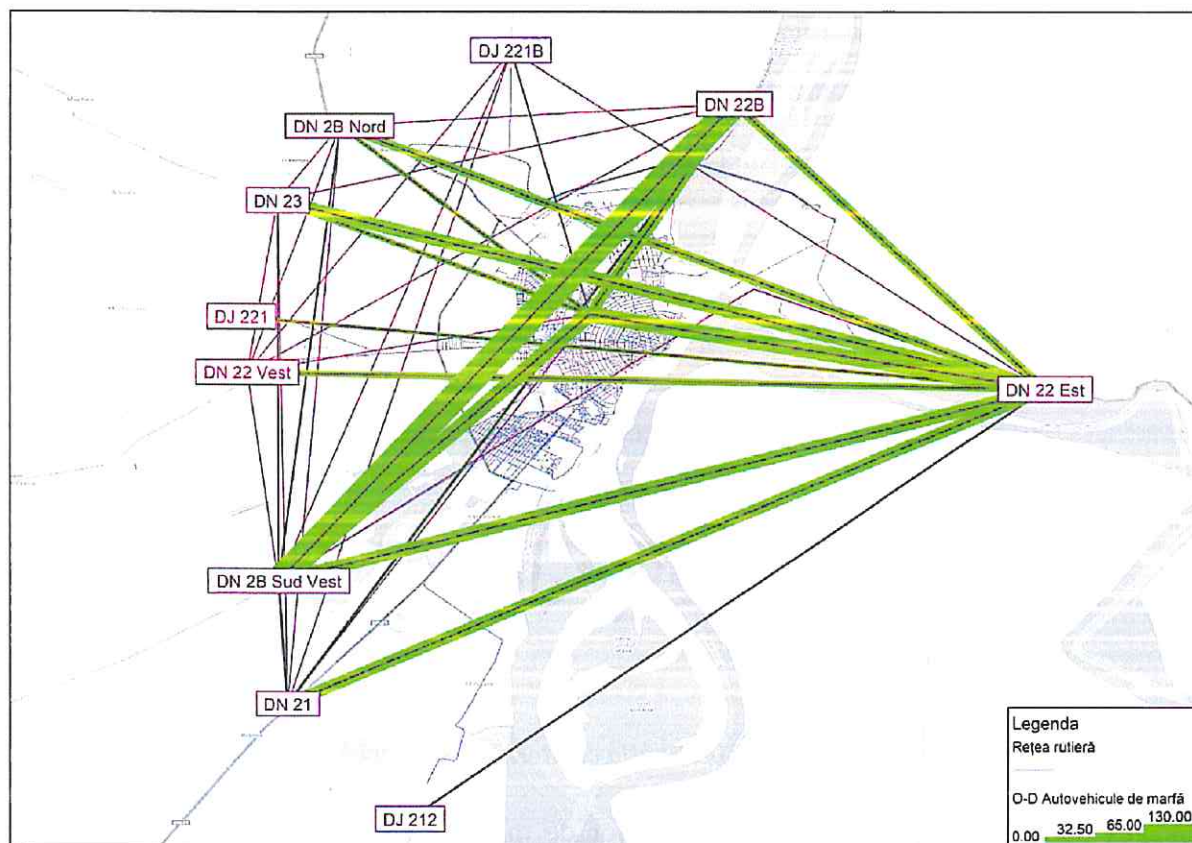 DJ 221B
DN 22B
DN 2B Nord
DN 23
DJ 221
DN 22 Vest
DN 22 Est
DN 2B Sud Vest
DN 21
DJ 212
Legenda
Rețea rutieră
O-D Autovehicule de marfă
0.00 32.50 65.00 130.00